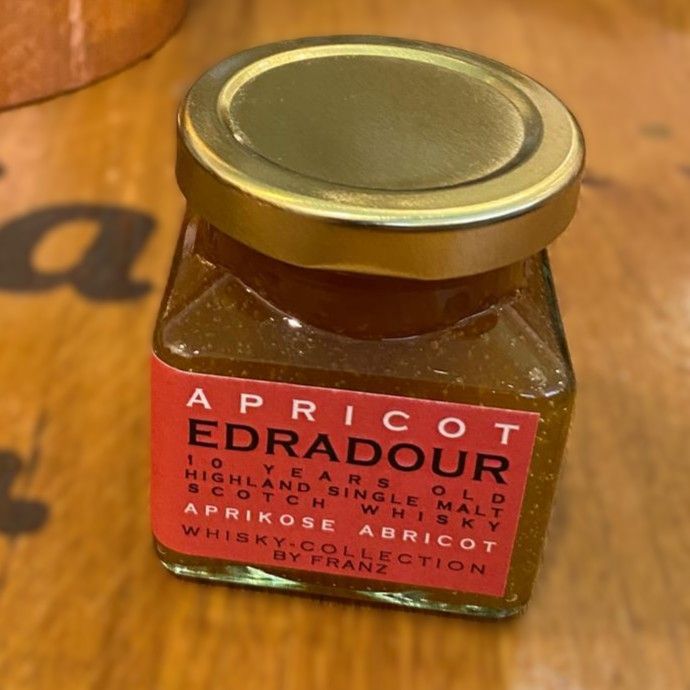 APRICOT
EDRADOUR
10 YEARS OLD
HIGHLAND SINGLE MALT
SCOTCH WHISKY
APRIKOSE ABRICOT
WHISKY-COLLECTION
BY FRANZ
a